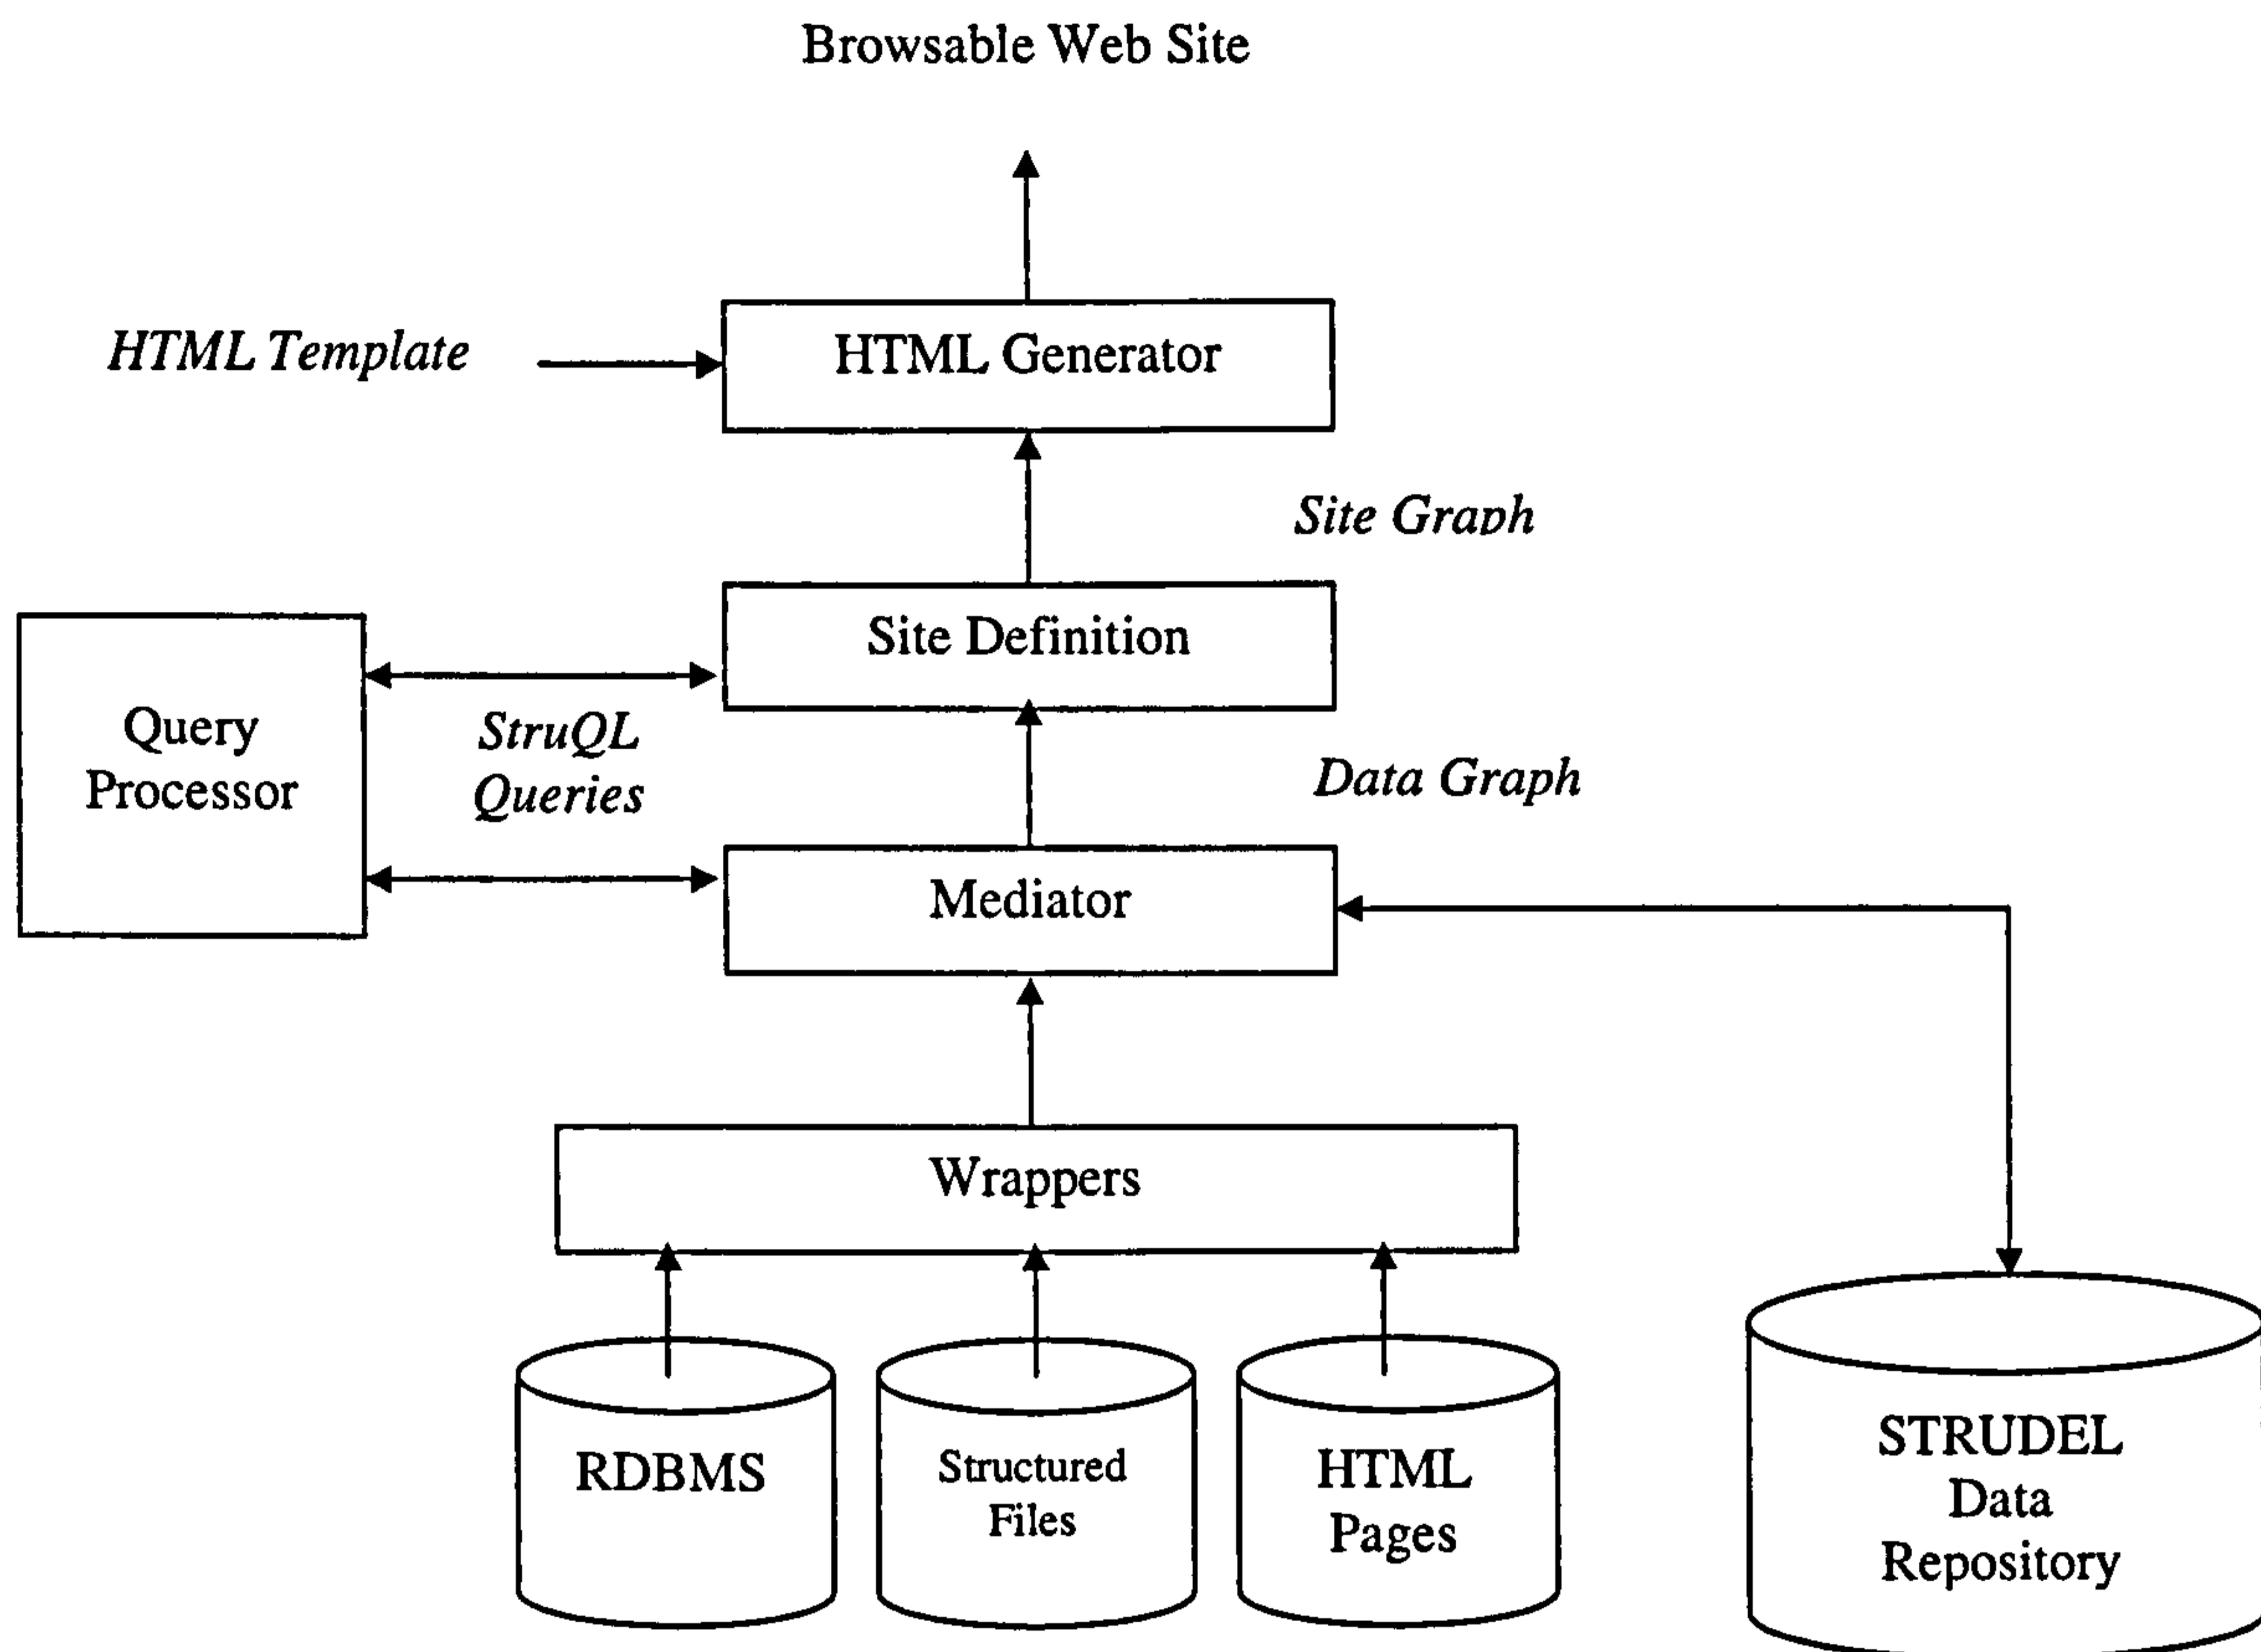 Browsable Web Site
HTML Template
HTML Generator
Site Graph
Site Definition
Query
Processor
StruQL
Queries
Data Graph
Mediator
Wrappers
RDBMS
Structured
Files
HTML
Pages
STRUDEL
Data
Repository